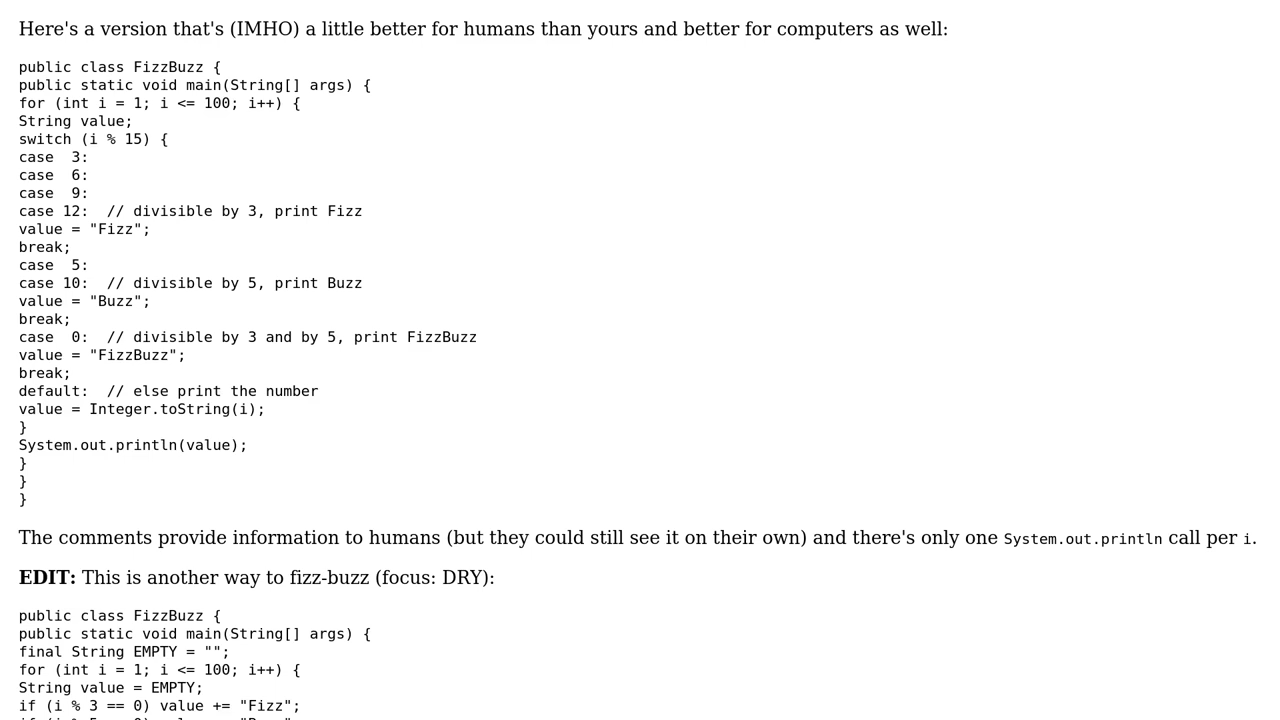 Here's a version that's (IMHO) a little better for humans than yours and better for computers as well:
public class FizzBuzz {
public static void main(String[] args) {
for (int i = 1; i <= 100; i++) {
String value;
switch (i % 15) {
case  3:
case  6:
case  9:
case 12:  // divisible by 3, print Fizz
value = "Fizz";
break;
case  5:
case 10:  // divisible by 5, print Buzz
value = "Buzz";
break;
case  0:  // divisible by 3 and by 5, print FizzBuzz
value = "FizzBuzz";
break;
default:  // else print the number
value = Integer.toString(i);
}
System.out.println(value);
}
}
}
The comments provide information to humans (but they could still see it on their own) and there's only one System.out.println call per i.
EDIT: This is another way to fizz-buzz (focus: DRY):
public class FizzBuzz {
public static void main(String[] args) {
final String EMPTY = "";
for (int i = 1; i <= 100; i++) {
String value = EMPTY;
if (i % 3 == 0) value += "Fizz";